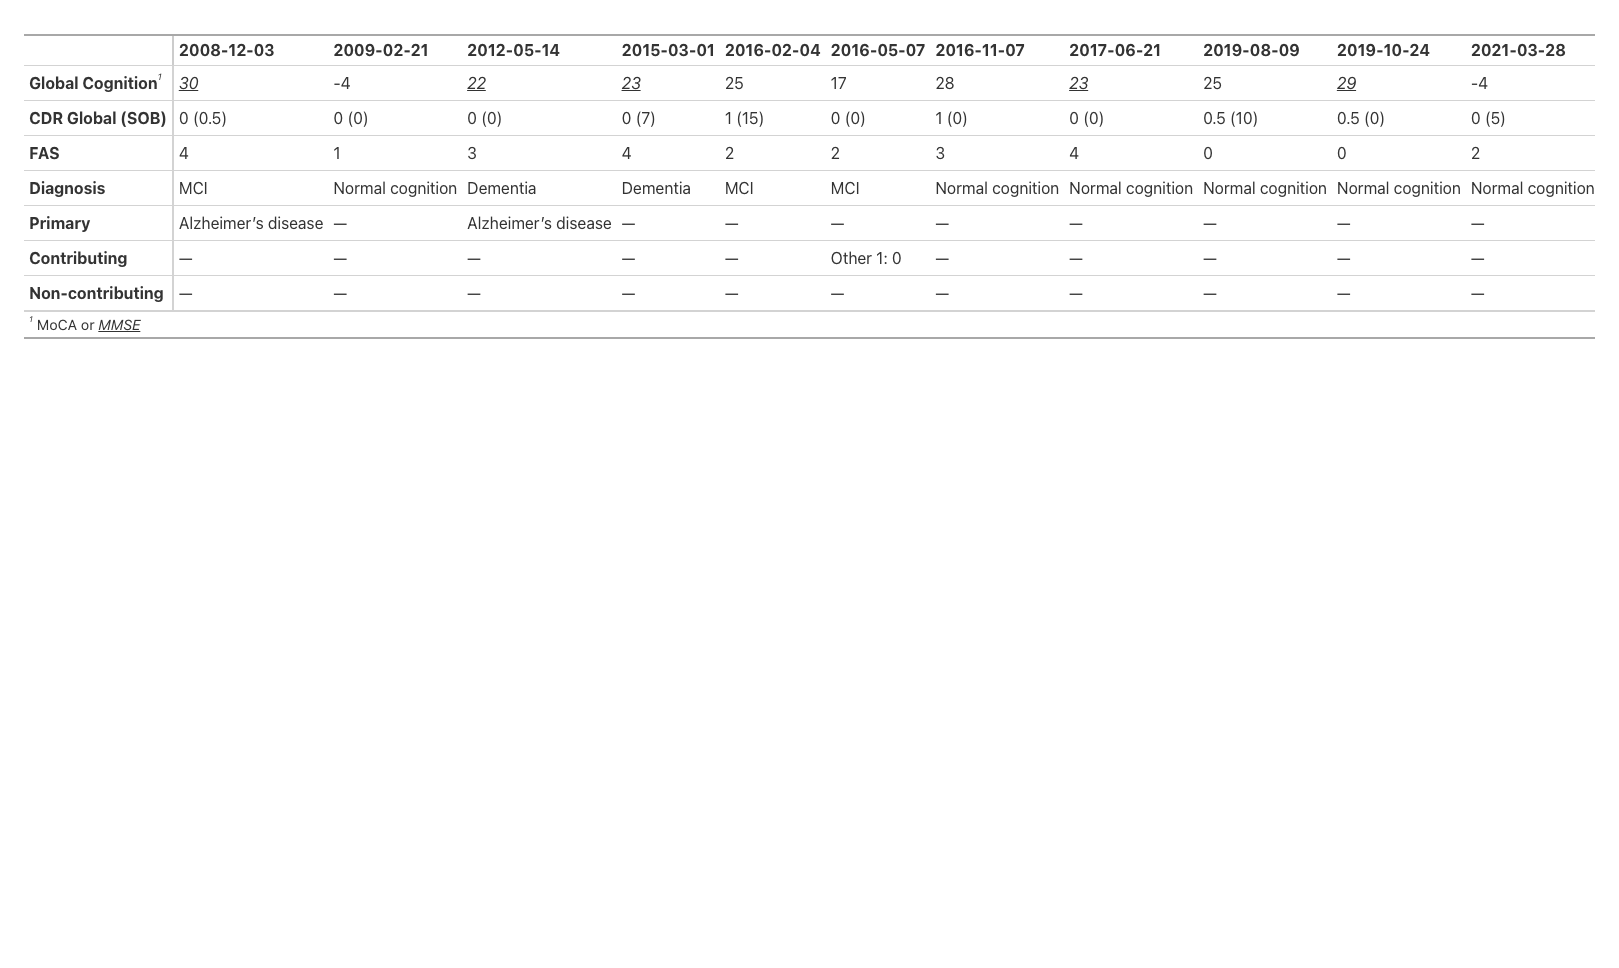 2008-12-03 2009-02-21 2012-05-14 2015-03-01 2016-02-04 2016-05-07 2016-11-07 2017-06-21 2019-08-09 2019-10-24 2021-03-28
Global Cognition¹ 30 -4 22 23 25 17 28 23 25 29 -4
CDR Global (SOB) 0 (0.5) 0 (0) 0 (0) 0 (7) 1 (15) 0 (0) 1 (0) 0 (0) 0.5 (10) 0.5 (0) 0 (5)
FAS 4 1 3 4 2 2 3 4 0 0 2
Diagnosis MCI Normal cognition Dementia Dementia MCI MCI Normal cognition Normal cognition Normal cognition Normal cognition Normal cognition
Primary Alzheimer’s disease — Alzheimer’s disease — — — — — — — —
Contributing — — — — — Other 1: 0 — — — — —
Non-contributing — — — — — — — — — — —
¹ MoCA or MMSE